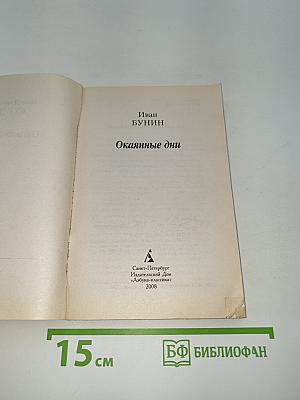 Иван
БУНИН
Окаянные дни
Санкт-Петербург
Издательский Дом
«Азбука-классика»
2008
15 см
БФ БИБЛИОФАН